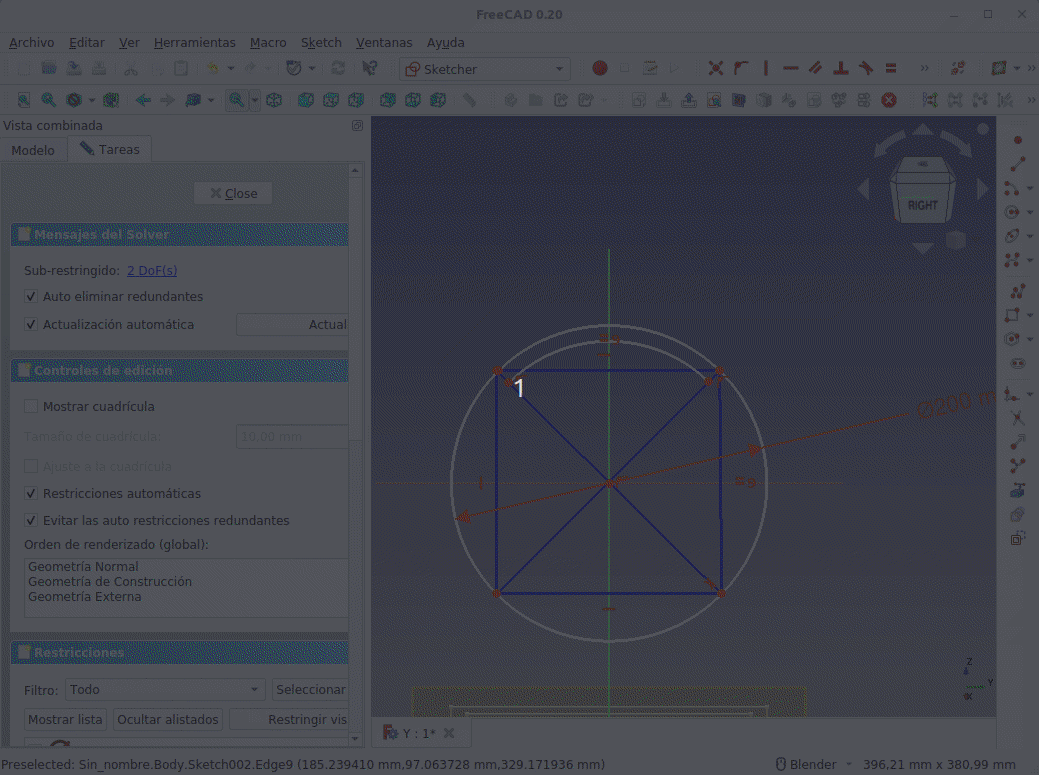 FreeCAD 0.20
Archivo Editar Ver Herramientas Macro Sketch Ventanas Ayuda
Sketcher
Vista combinada
Modelo Tareas
Close
Mensajes del Solver
Sub-restringido: 2 DoF(s)
Auto eliminar redundantes
Actualización automática Actual
Controles de edición
Mostrar cuadrícula
Tamaño de cuadrícula: 10,00 mm
Ajuste a la cuadrícula
Restricciones automáticas
Evitar las auto restricciones redundantes
Orden de renderizado (global):
Geometría Normal
Geometría de Construcción
Geometría Externa
Restricciones
Filtro: Todo Seleccionar
Mostrar lista Ocultar alistados Restringir vis
RIGHT
1
Ø200 m
Z
Y
X
Y : 1*
Preselected: Sin_nombre.Body.Sketch002.Edge9 (185.239410 mm,97.063728 mm,329.171936 mm) Blender 396,21 mm x 380,99 mm